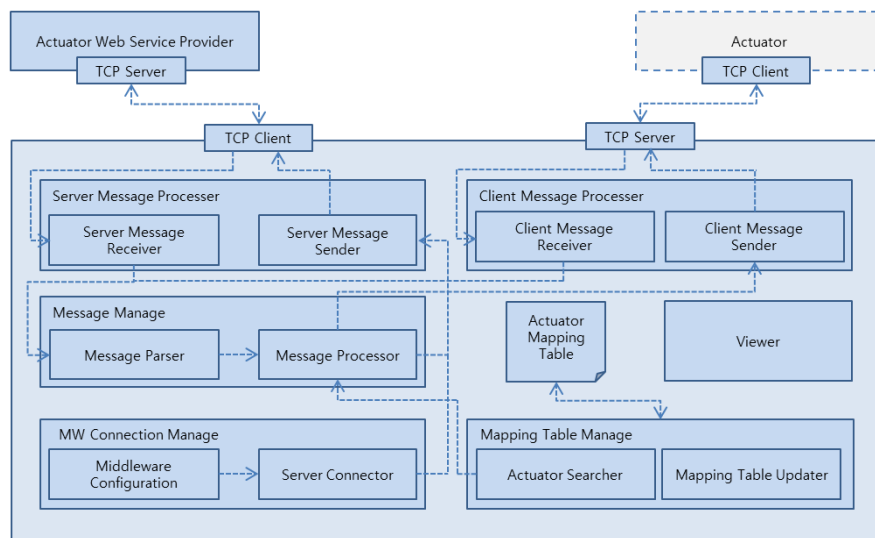 Actuator Web Service Provider
TCP Server
Actuator
TCP Client
TCP Client
TCP Server
Server Message Processer
Server Message
Receiver
Server Message
Sender
Client Message Processer
Client Message
Receiver
Client Message
Sender
Message Manage
Message Parser
Message Processor
Actuator
Mapping
Table
Viewer
MW Connection Manage
Middleware
Configuration
Server Connector
Mapping Table Manage
Actuator Searcher
Mapping Table Updater